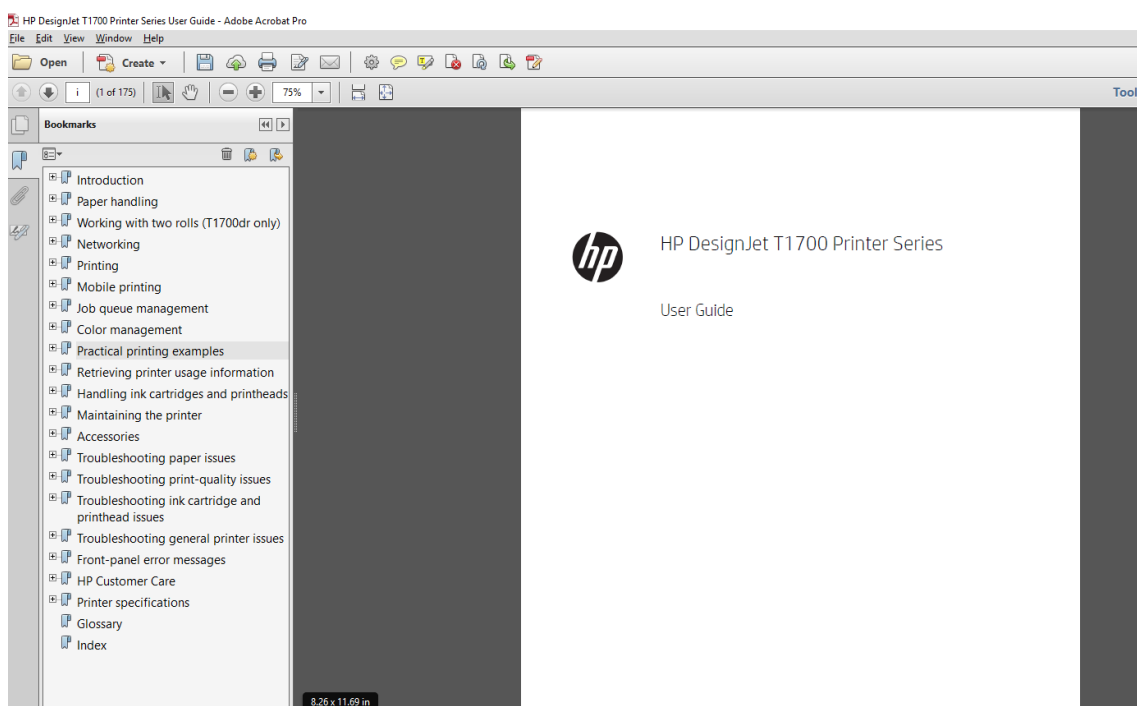 HP DesignJet T1700 Printer Series User Guide - Adobe Acrobat Pro
File Edit View Window Help
Open Create
i (1 of 175) 75% Tool
Bookmarks
Introduction
Paper handling
Working with two rolls (T1700dr only)
Networking
Printing
Mobile printing
Job queue management
Color management
Practical printing examples
Retrieving printer usage information
Handling ink cartridges and printheads
Maintaining the printer
Accessories
Troubleshooting paper issues
Troubleshooting print-quality issues
Troubleshooting ink cartridge and
printhead issues
Troubleshooting general printer issues
Front-panel error messages
HP Customer Care
Printer specifications
Glossary
Index
hp
HP DesignJet T1700 Printer Series
User Guide
8.26 x 11.69 in